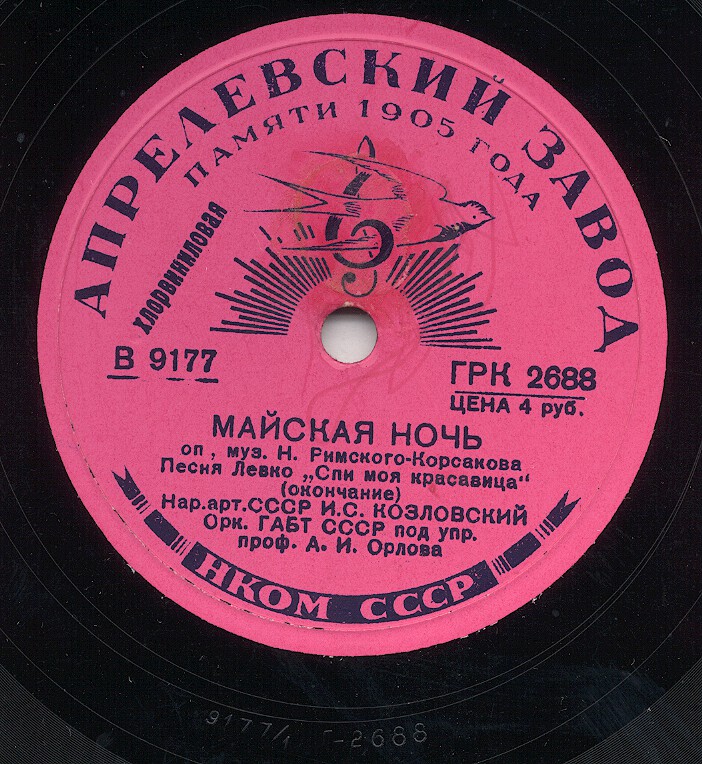 АПРЕЛЕВСКИЙ ЗАВОД
ПАМЯТИ 1905 ГОДА
хлорвиниловая
В 9177
ГРК 2688
ЦЕНА 4 руб.
МАЙСКАЯ НОЧЬ
оп, муз. Н. Римского-Корсакова
Песня Левко „Спи моя красавица"
(окончание)
Нар.арт.СССР И.С. КОЗЛОВСКИЙ
Орк. ГАБТ СССР под упр.
проф. А. И. Орлова
НКОМ СССР
9177/1 Г-2688